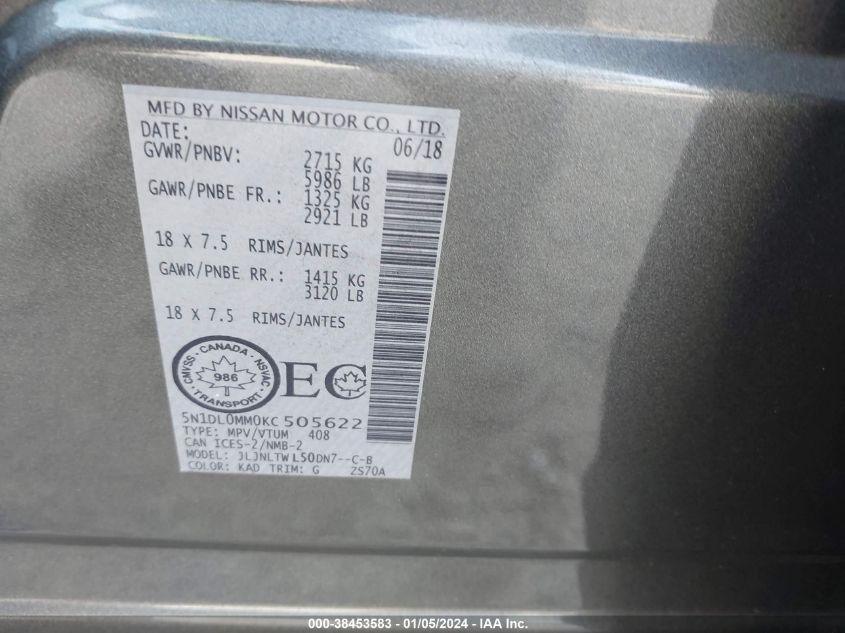 MFD BY NISSAN MOTOR CO., LTD.
DATE: 06/18
GVWR/PNBV: 2715 KG
5986 LB
GAWR/PNBE FR.: 1325 KG
2921 LB
18 X 7.5 RIMS/JANTES
GAWR/PNBE RR.: 1415 KG
3120 LB
18 X 7.5 RIMS/JANTES
CANADA · NSVAC · TRANSPORT · CMVSS ·
986
EC
5N1DL0MM0KC505622
TYPE: MPV/VTUM 408
CAN ICES-2/NMB-2
MODEL: JLJNLTWL50DN7--C-B
COLOR: KAD TRIM: G ZS70A
000-38453583 - 01/05/2024 - IAA Inc.